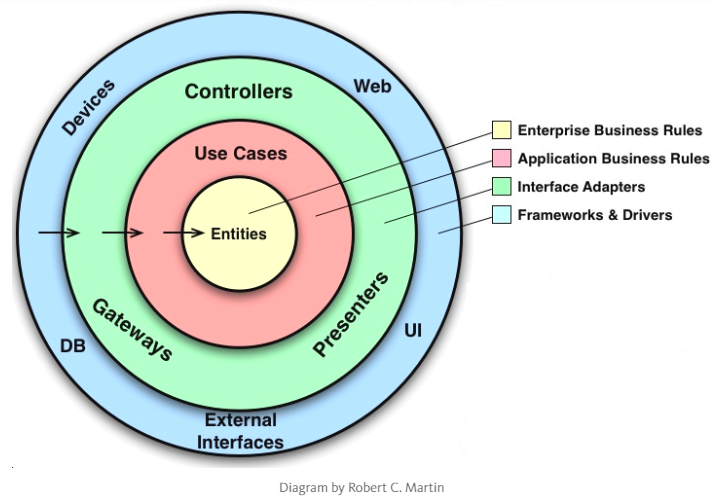 Devices
Web
Controllers
Use Cases
Entities
Gateways
Presenters
DB
UI
External
Interfaces
Enterprise Business Rules
Application Business Rules
Interface Adapters
Frameworks & Drivers
Diagram by Robert C. Martin